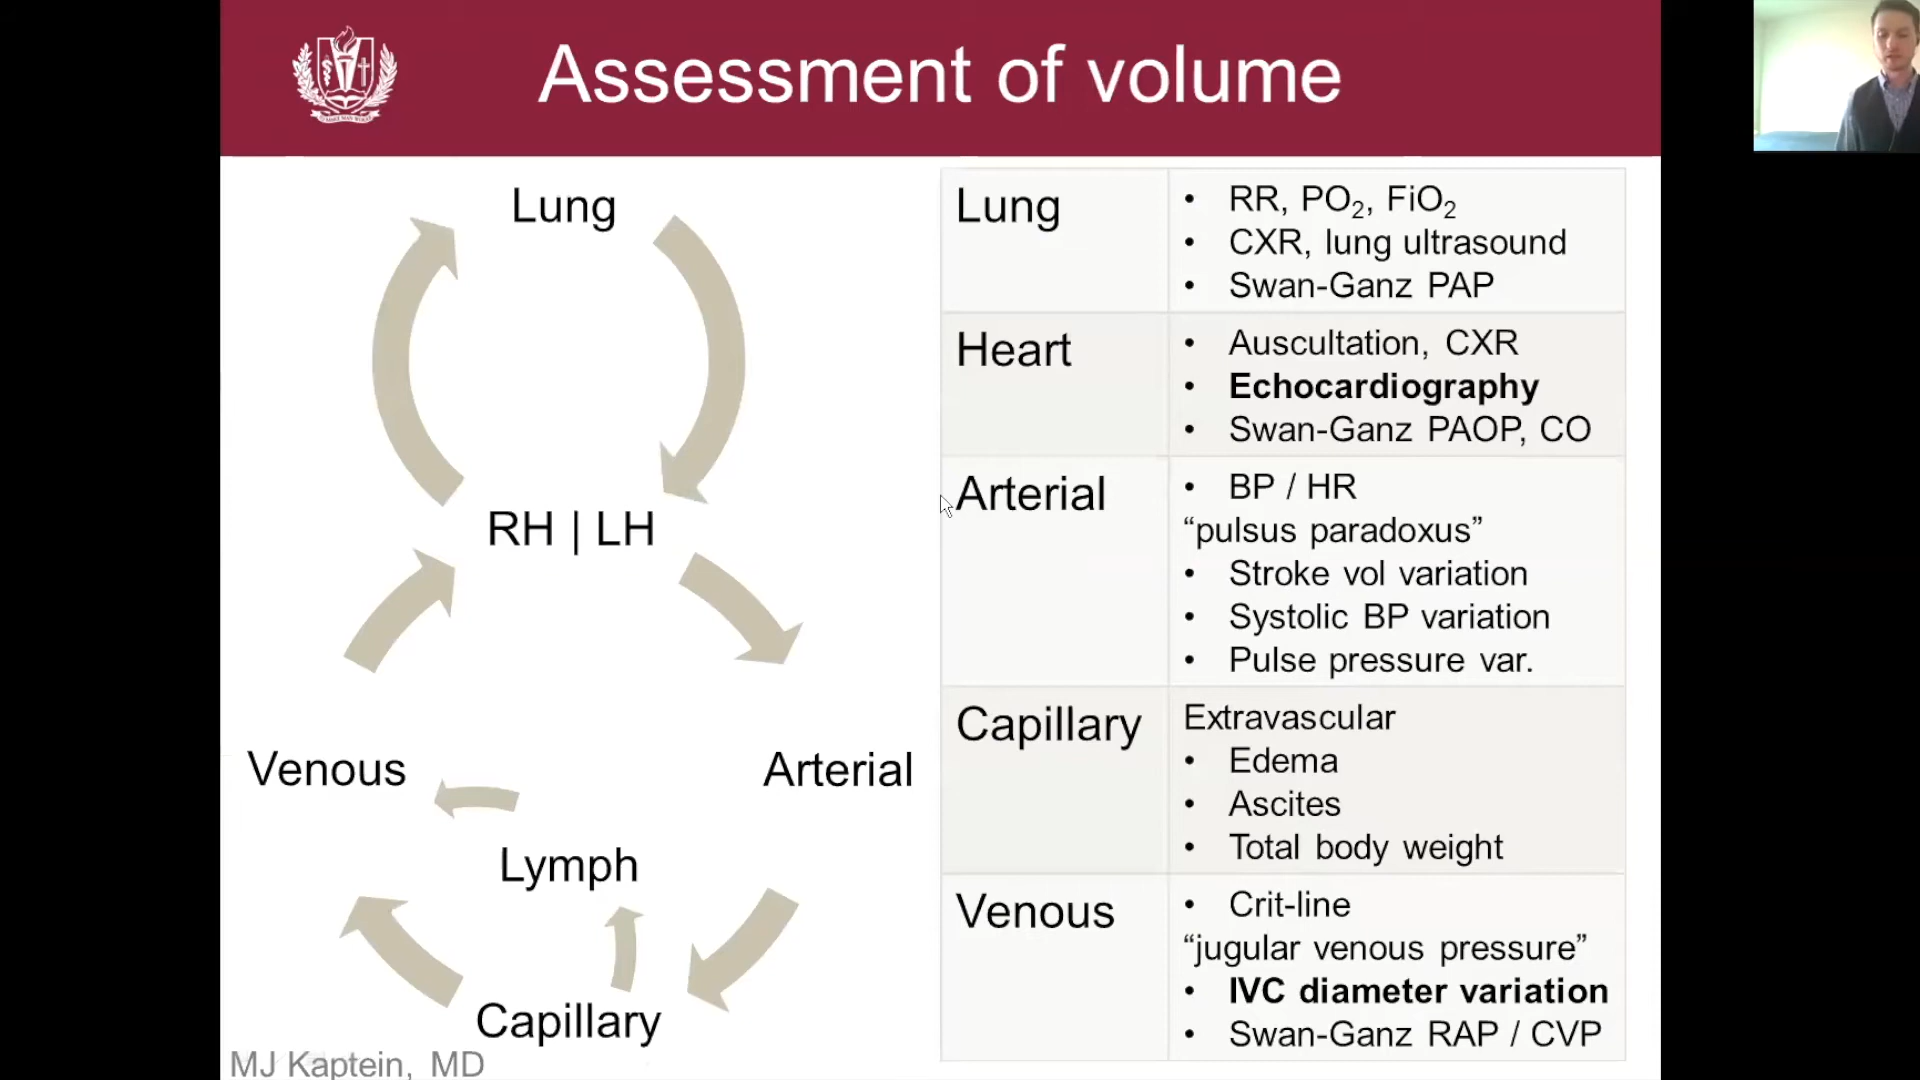 Assessment of volume
Lung
RH | LH
Venous
Arterial
Lymph
Capillary
MJ Kaptein, MD
Lung
• RR, PO₂, FiO₂
• CXR, lung ultrasound
• Swan-Ganz PAP
Heart
• Auscultation, CXR
• Echocardiography
• Swan-Ganz PAOP, CO
Arterial
• BP / HR
“pulsus paradoxus”
• Stroke vol variation
• Systolic BP variation
• Pulse pressure var.
Capillary
Extravascular
• Edema
• Ascites
• Total body weight
Venous
• Crit-line
“jugular venous pressure”
• IVC diameter variation
• Swan-Ganz RAP / CVP